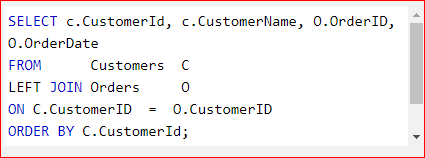 SELECT c.CustomerId, c.CustomerName, O.OrderID,
O.OrderDate
FROM      Customers  C
LEFT JOIN Orders     O
ON C.CustomerID  =  O.CustomerID
ORDER BY C.CustomerId;